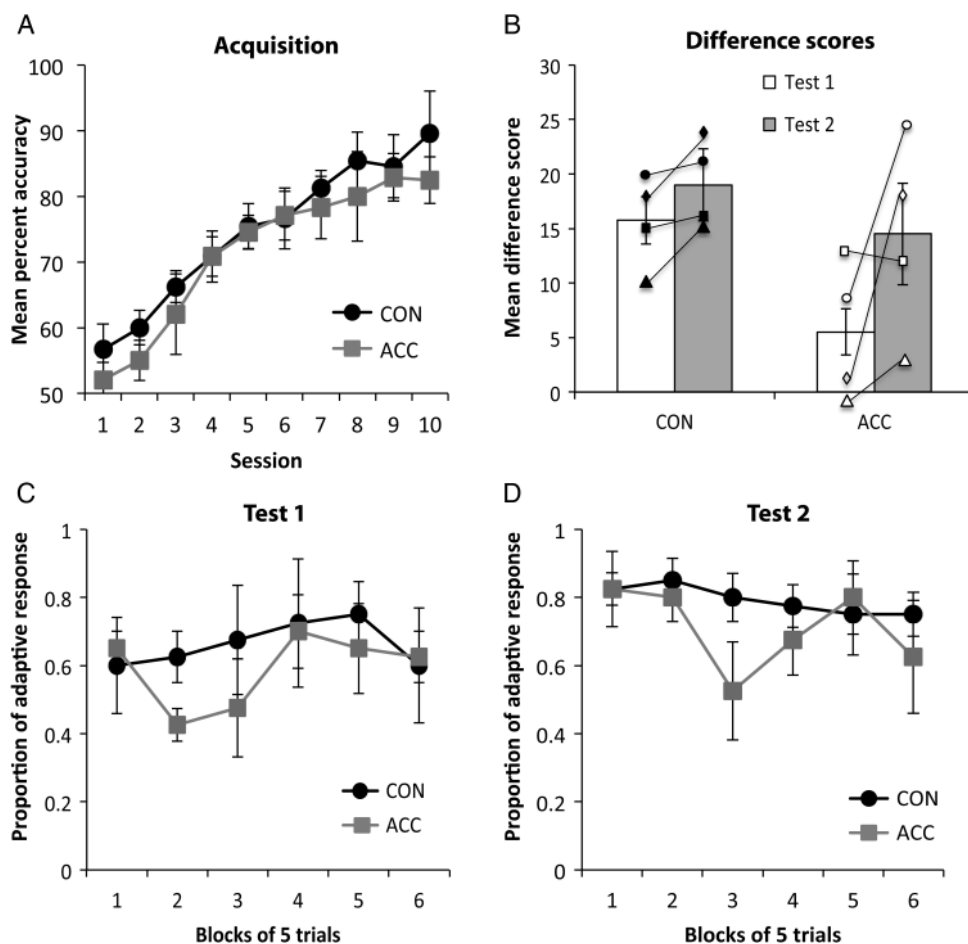 A
Acquisition
Mean percent accuracy
100
90
80
70
60
50
CON
ACC
1 2 3 4 5 6 7 8 9 10
Session
B
Difference scores
Mean difference score
30
25
20
15
10
5
0
Test 1
Test 2
CON ACC
C
Test 1
Proportion of adaptive response
1
0.8
0.6
0.4
0.2
0
CON
ACC
1 2 3 4 5 6
Blocks of 5 trials
D
Test 2
Proportion of adaptive response
1
0.8
0.6
0.4
0.2
0
CON
ACC
1 2 3 4 5 6
Blocks of 5 trials